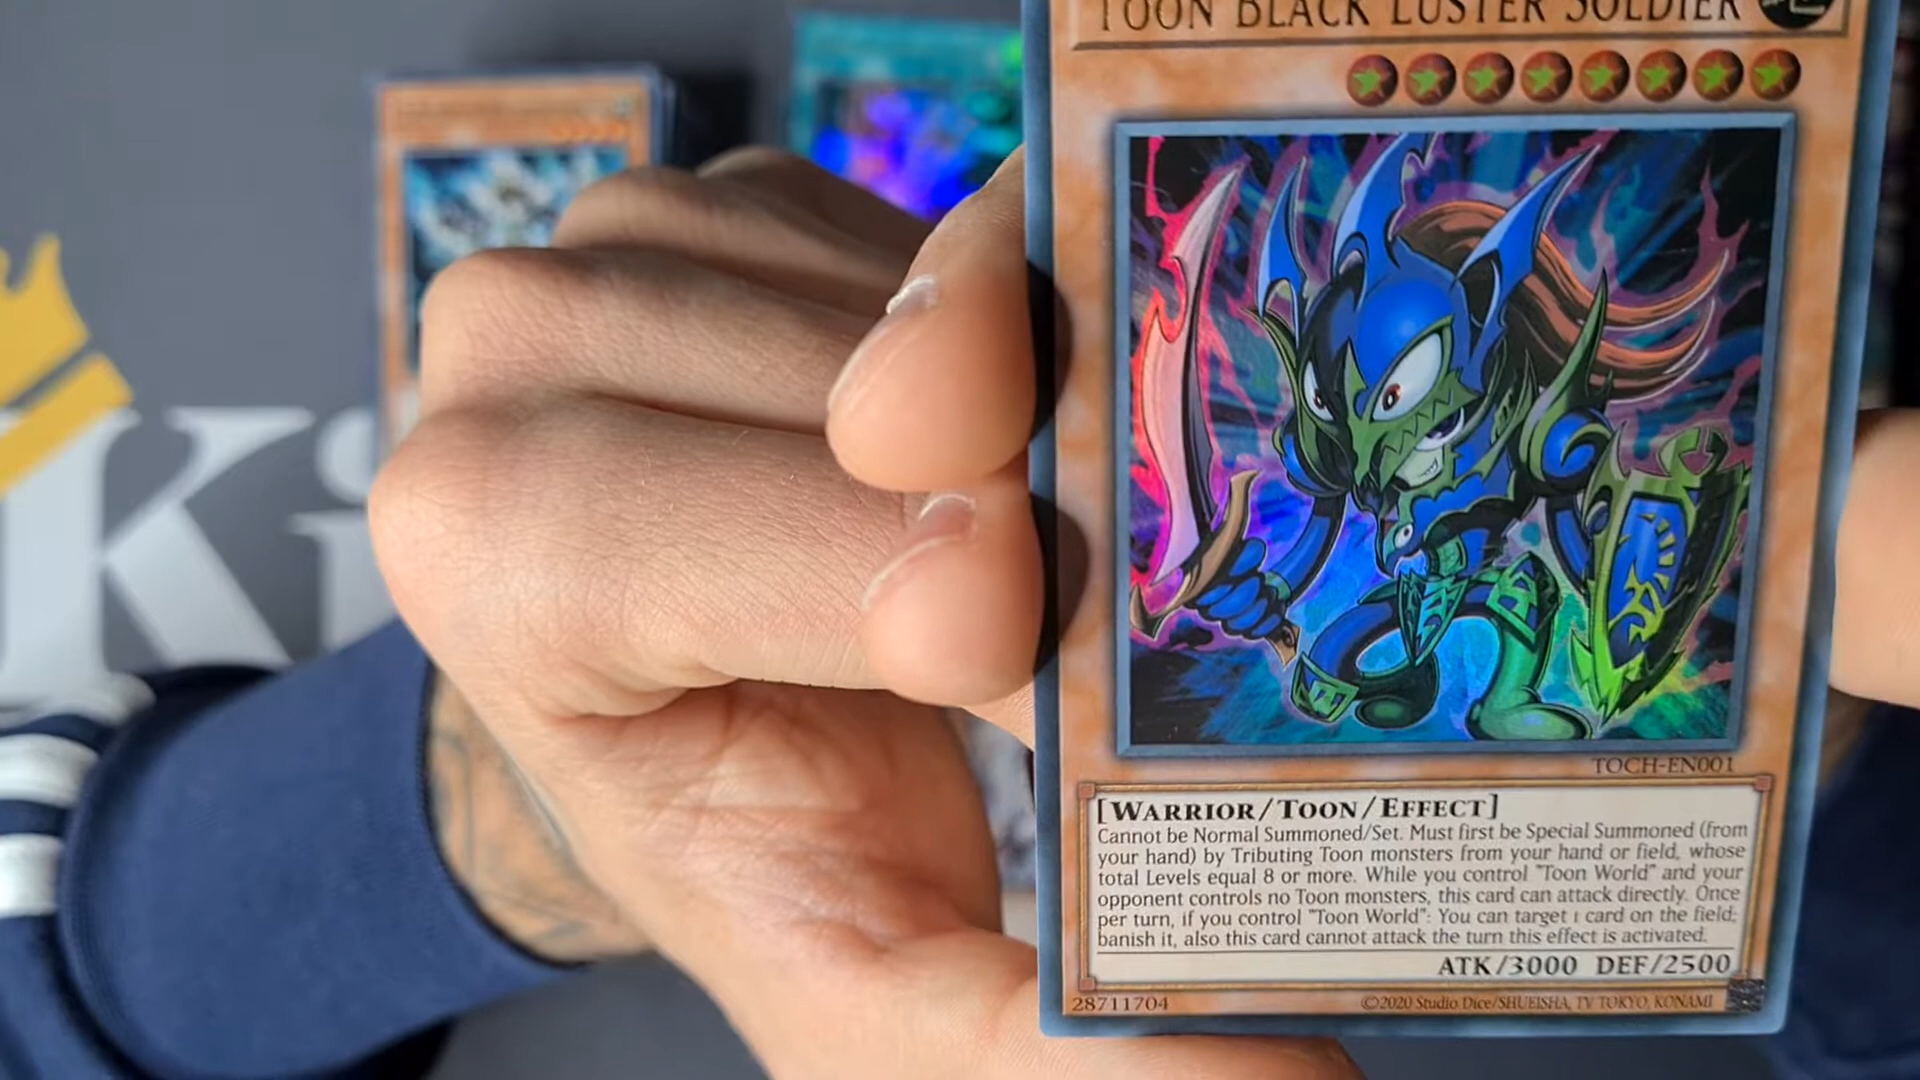 TOON BLACK LUSTER SOLDIER
Ki
TOCH-EN001
[WARRIOR/TOON/EFFECT]
Cannot be Normal Summoned/Set. Must first be Special Summoned (from
your hand) by Tributing Toon monsters from your hand or field, whose
total Levels equal 8 or more. While you control "Toon World" and your
opponent controls no Toon monsters, this card can attack directly. Once
per turn, if you control "Toon World": You can target 1 card on the field;
banish it, also this card cannot attack the turn this effect is activated.
ATK/3000 DEF/2500
28711704 ©2020 Studio Dice/SHUEISHA, TV TOKYO, KONAMI